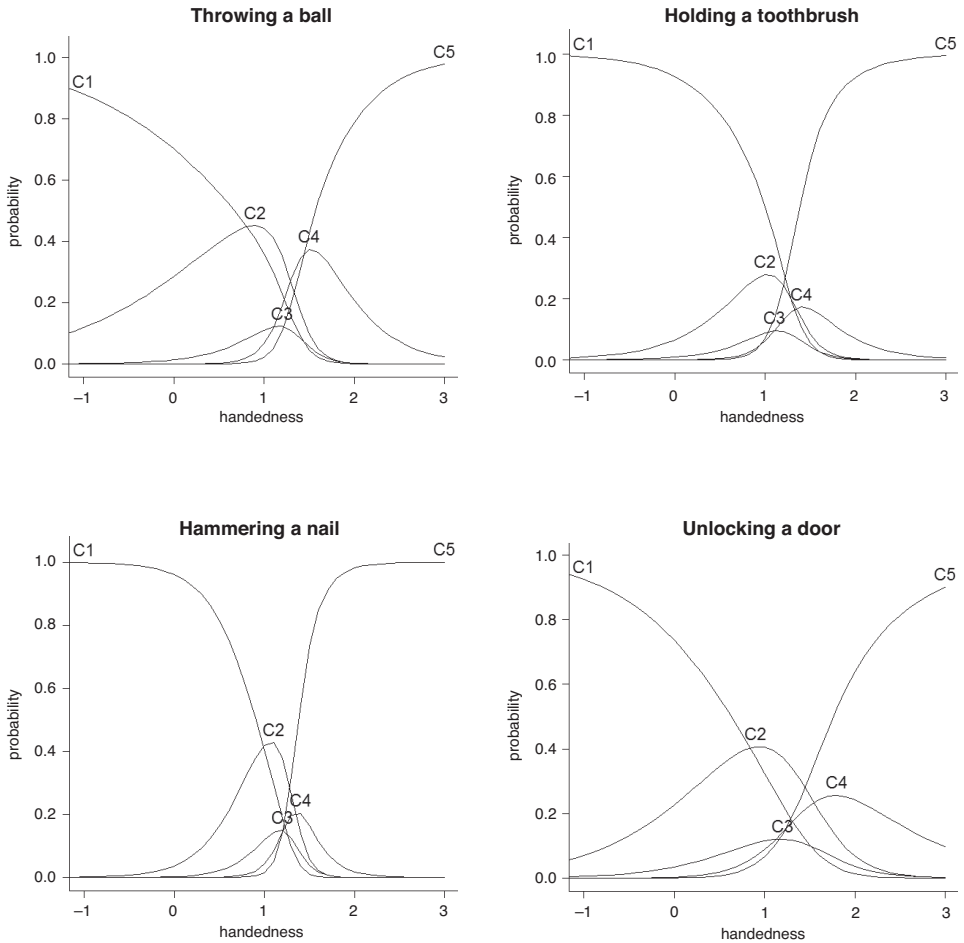 Throwing a ball
1.0
0.8
0.6
0.4
0.2
0.0
probability
C1
C2
C3
C4
C5
–1 0 1 2 3
handedness
Holding a toothbrush
1.0
0.8
0.6
0.4
0.2
0.0
probability
C1
C2
C3
C4
C5
–1 0 1 2 3
handedness
Hammering a nail
1.0
0.8
0.6
0.4
0.2
0.0
probability
C1
C2
C3
C4
C5
–1 0 1 2 3
handedness
Unlocking a door
1.0
0.8
0.6
0.4
0.2
0.0
probability
C1
C2
C3
C4
C5
–1 0 1 2 3
handedness